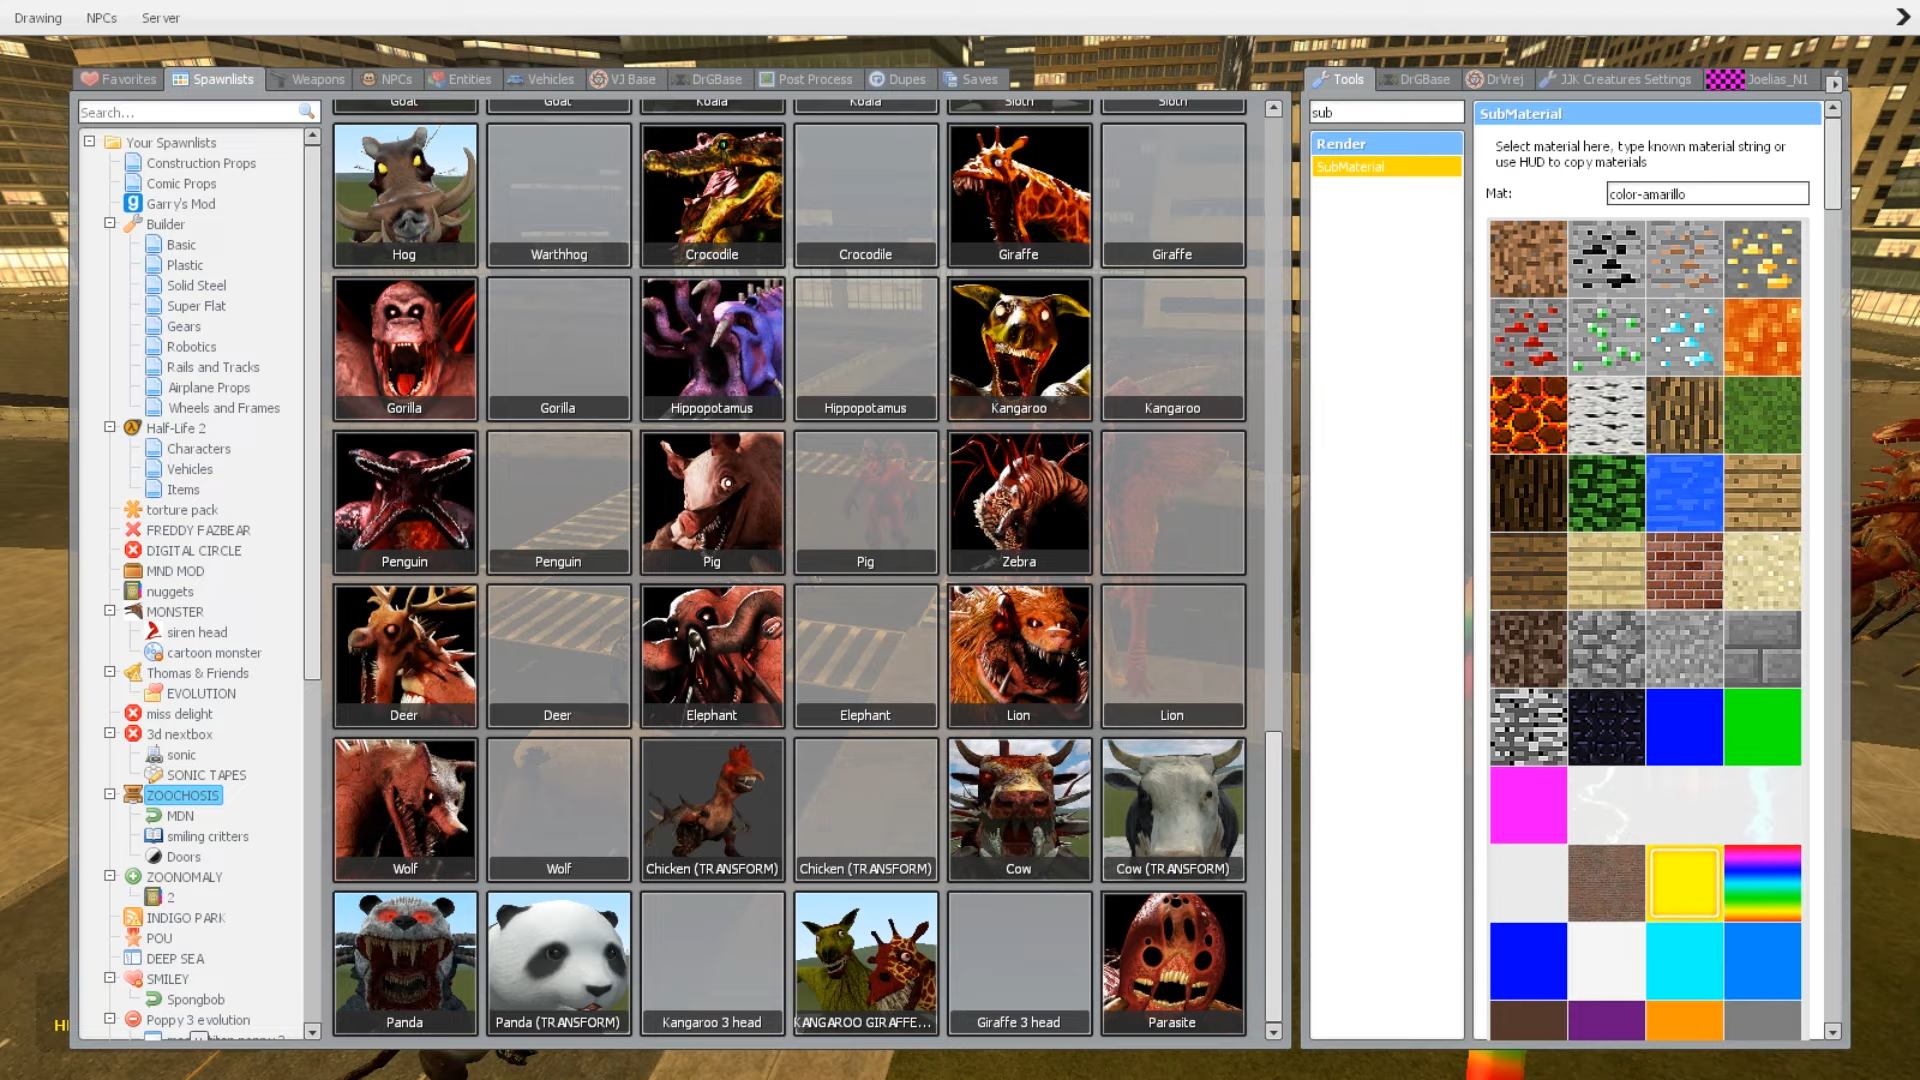 Drawing NPCs Server
Favorites Spawnlists Weapons NPCs Entities Vehicles VJ Base DrGBase Post Process Dupes Saves
Search...
Your Spawnlists
Construction Props
Comic Props
Garry's Mod
Builder
Basic
Plastic
Solid Steel
Super Flat
Gears
Robotics
Rails and Tracks
Airplane Props
Wheels and Frames
Half-Life 2
Characters
Vehicles
Items
torture pack
FREDDY FAZBEAR
DIGITAL CIRCLE
MND MOD
nuggets
MONSTER
siren head
cartoon monster
Thomas & Friends
EVOLUTION
miss delight
3d nextbox
sonic
SONIC TAPES
ZOOCHOSIS
MDN
smiling critters
Doors
ZOONOMALY
2
INDIGO PARK
POU
DEEP SEA
SMILEY
Spongbob
Poppy 3 evolution
Goat Goat Koala Koala Sloth Sloth
Hog Warthhog Crocodile Crocodile Giraffe Giraffe
Gorilla Gorilla Hippopotamus Hippopotamus Kangaroo Kangaroo
Penguin Penguin Pig Pig Zebra
Deer Deer Elephant Elephant Lion Lion
Wolf Wolf Chicken (TRANSFORM) Chicken (TRANSFORM) Cow Cow (TRANSFORM)
Panda Panda (TRANSFORM) Kangaroo 3 head KANGAROO GIRAFFE... Giraffe 3 head Parasite
Tools DrGBase DrVrej JJK Creatures Settings Joelias_N1
sub
Render
SubMaterial
SubMaterial
Select material here, type known material string or
use HUD to copy materials
Mat: color-amarillo